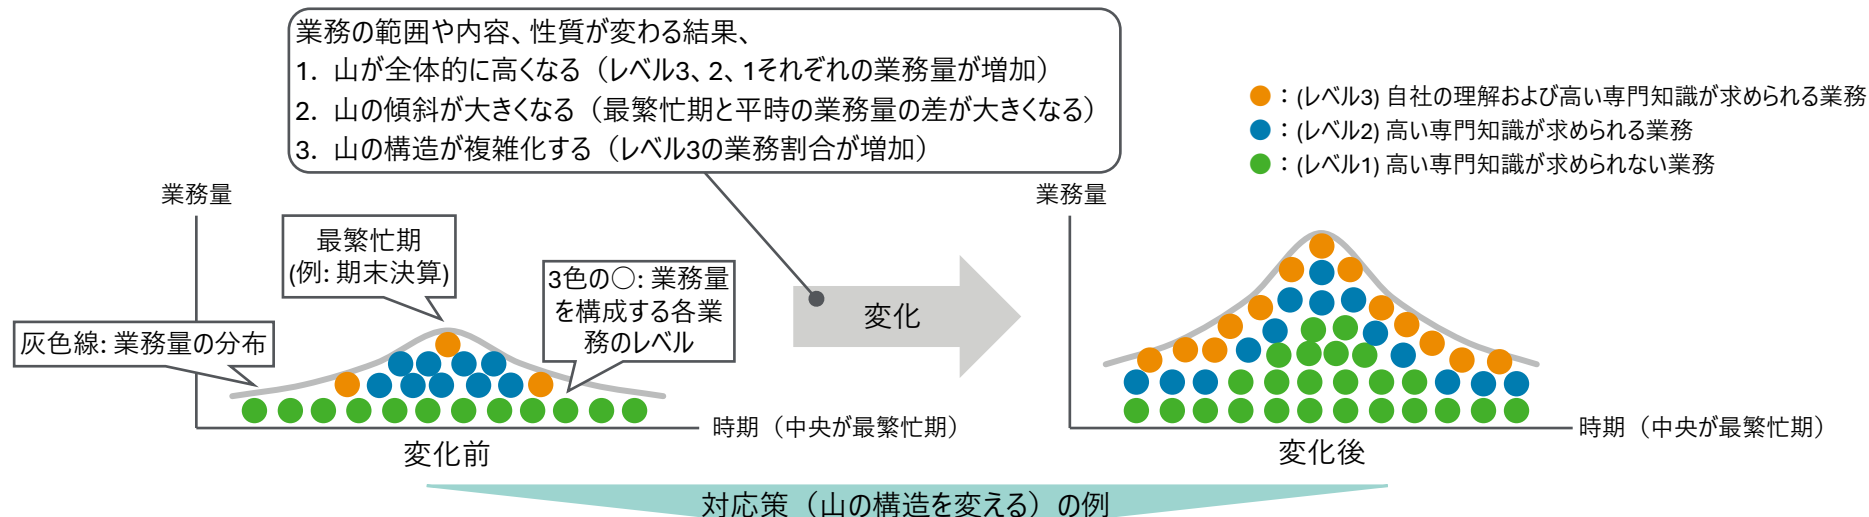 業務の範囲や内容、性質が変わる結果、
1. 山が全体的に高くなる（レベル3、2、1それぞれの業務量が増加）
2. 山の傾斜が大きくなる（最繁忙期と平時の業務量の差が大きくなる）
3. 山の構造が複雑化する（レベル3の業務割合が増加）
：(レベル3) 自社の理解および高い専門知識が求められる業務
：(レベル2) 高い専門知識が求められる業務
：(レベル1) 高い専門知識が求められない業務
業務量
最繁忙期
(例: 期末決算)
3色の〇: 業務量
を構成する各業
務のレベル
灰色線: 業務量の分布
時期（中央が最繁忙期）
変化前
変化
業務量
時期（中央が最繁忙期）
変化後
対応策（山の構造を変える）の例